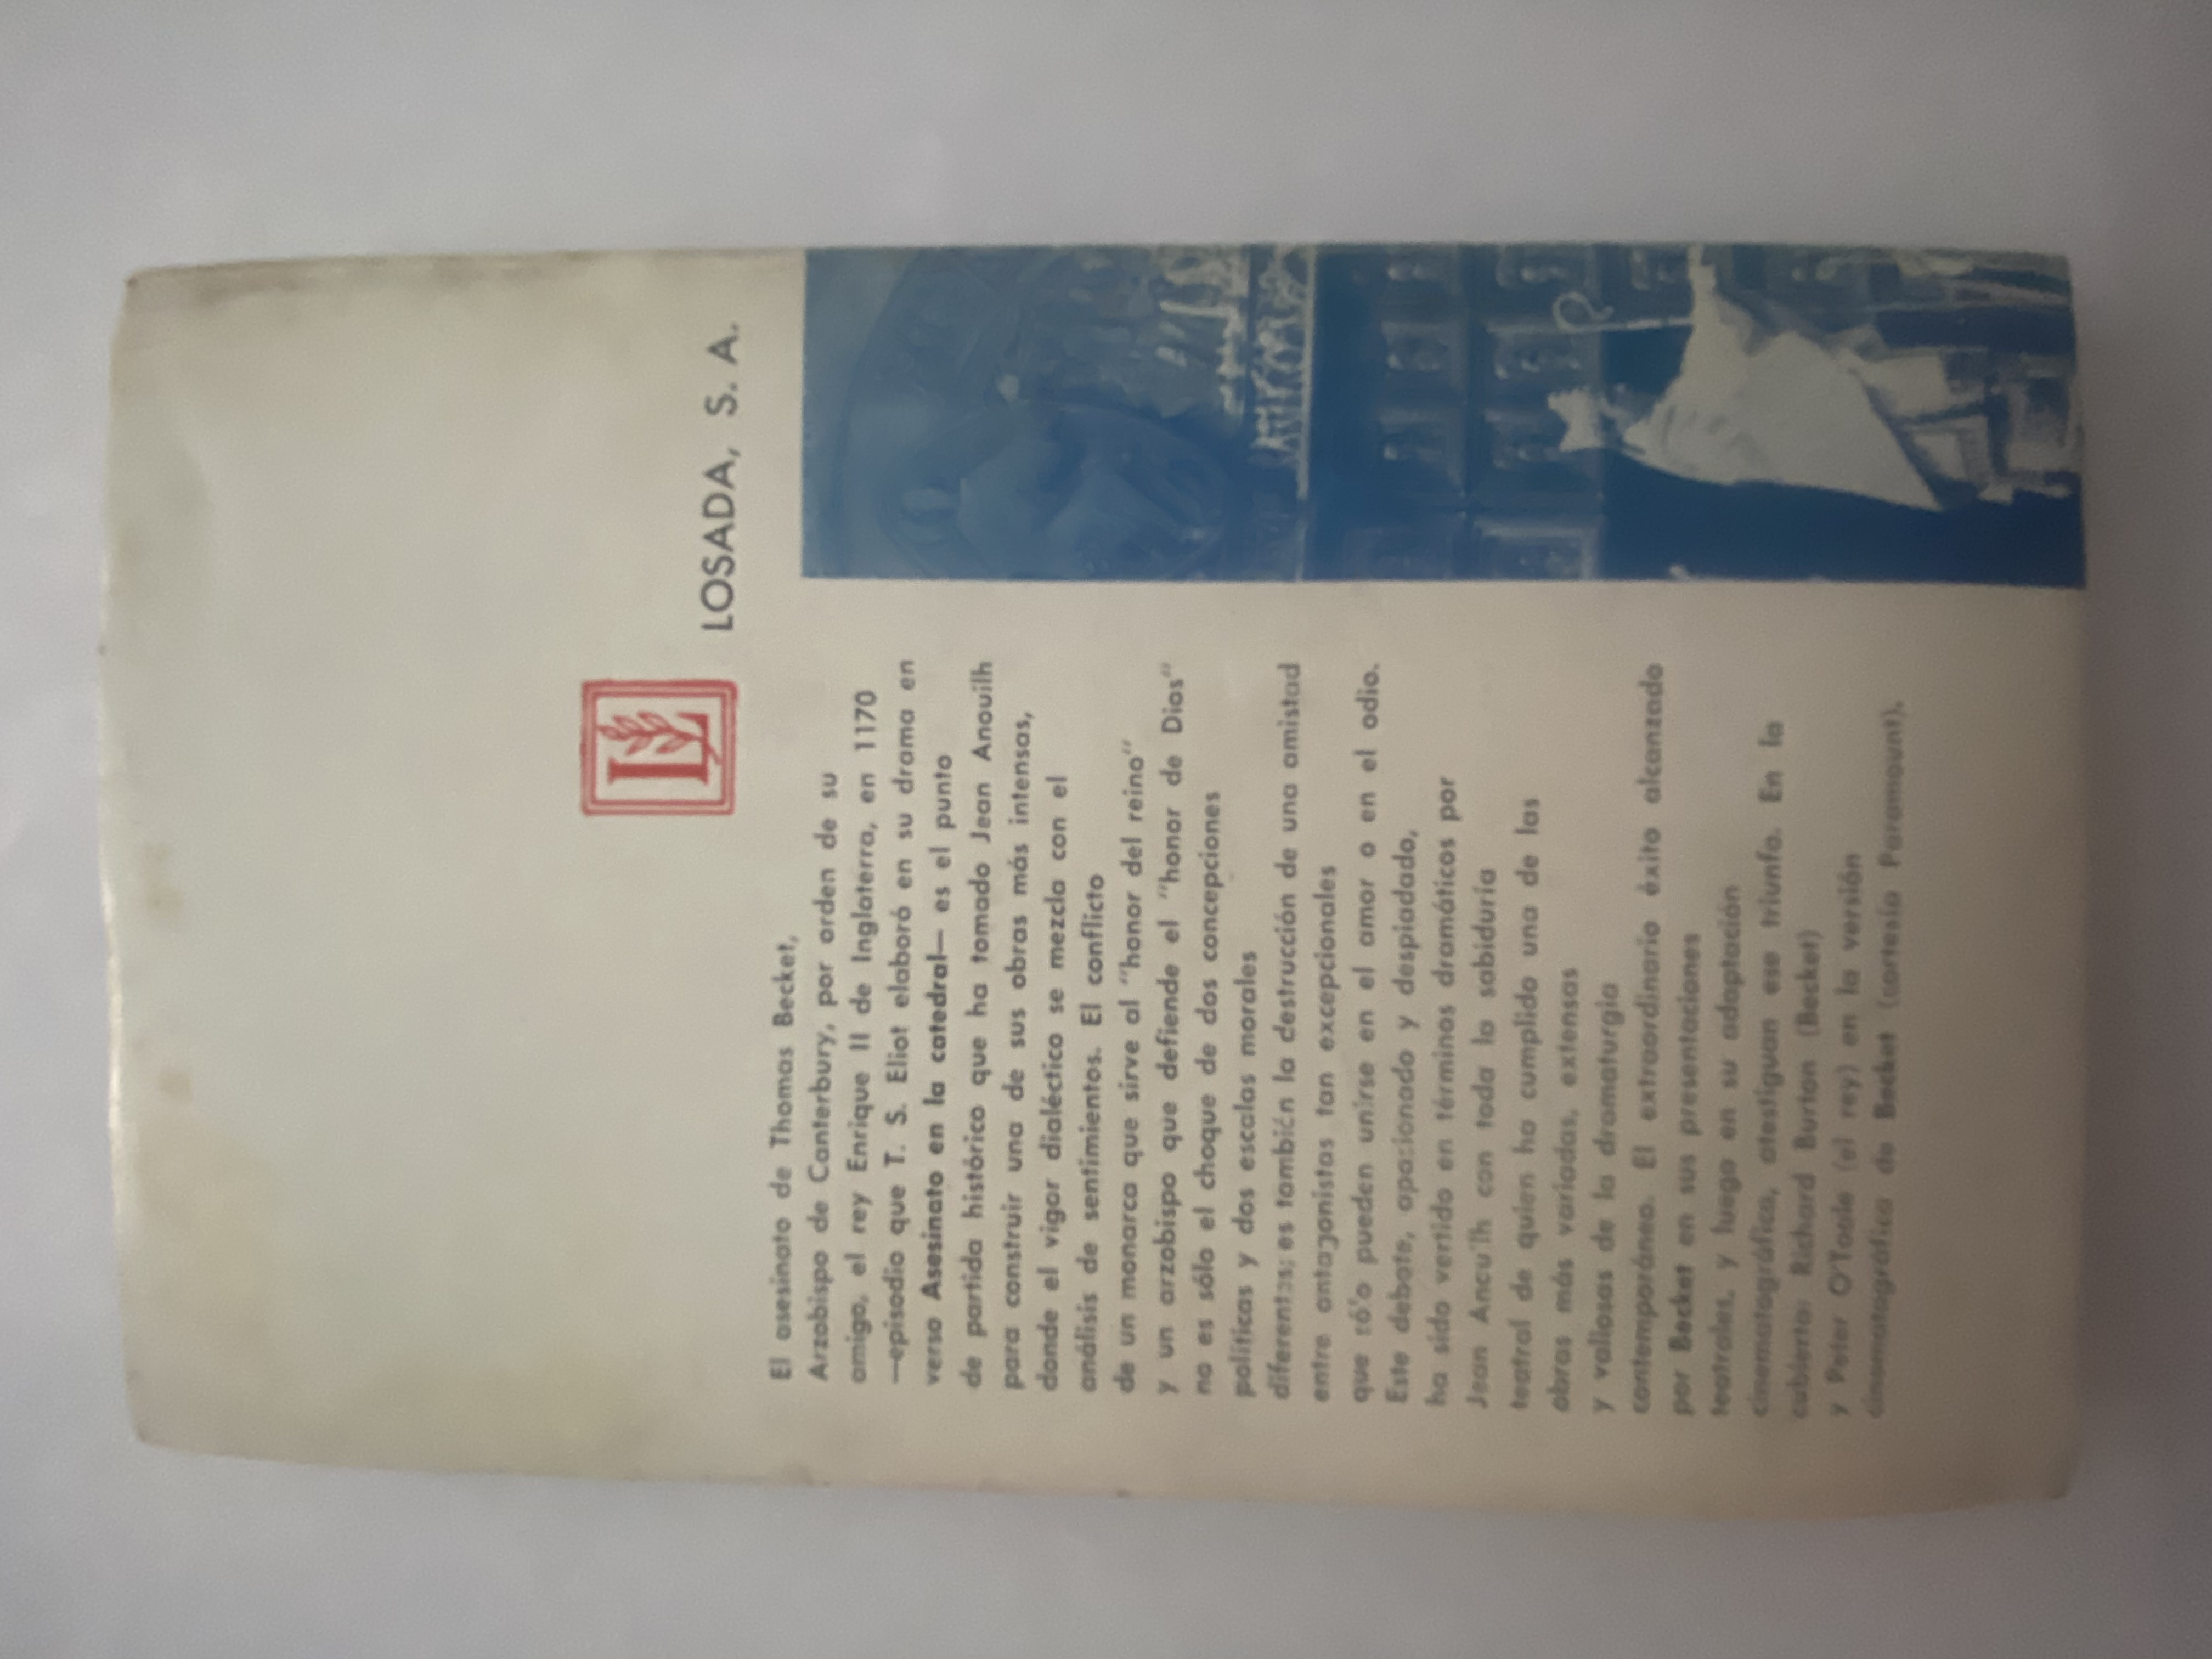 L
LOSADA, S. A.
El asesinato de Thomas Becket,
Arzobispo de Canterbury, por orden de su
amigo, el rey Enrique II de Inglaterra, en 1170
—episodio que T. S. Eliot elaboró en su drama en
verso Asesinato en la catedral— es el punto
de partida histórico que ha tomado Jean Anouilh
para construir una de sus obras más intensas,
donde el vigor dialéctico se mezcla con el
análisis de sentimientos. El conflicto
de un monarca que sirve al "honor del reino"
y un arzobispo que defiende el "honor de Dios"
no es sólo el choque de dos concepciones
políticas y dos escalas morales
diferentes; es también la destrucción de una amistad
entre antagonistas tan excepcionales
que sólo pueden unirse en el amor o en el odio.
Este debate, apasionado y despiadado,
ha sido vertido en términos dramáticos por
Jean Anouilh con toda la sabiduría
teatral de quien ha cumplido una de las
obras más variadas, extensas
y valiosas de la dramaturgia
contemporánea. El extraordinario éxito alcanzado
por Becket en sus presentaciones
teatrales, y luego en su adaptación
cinematográfica, atestiguan ese triunfo. En la
cubierta: Richard Burton (Becket)
y Peter O'Toole (el rey) en la versión
cinematográfica de Becket (cortesía Paramount).